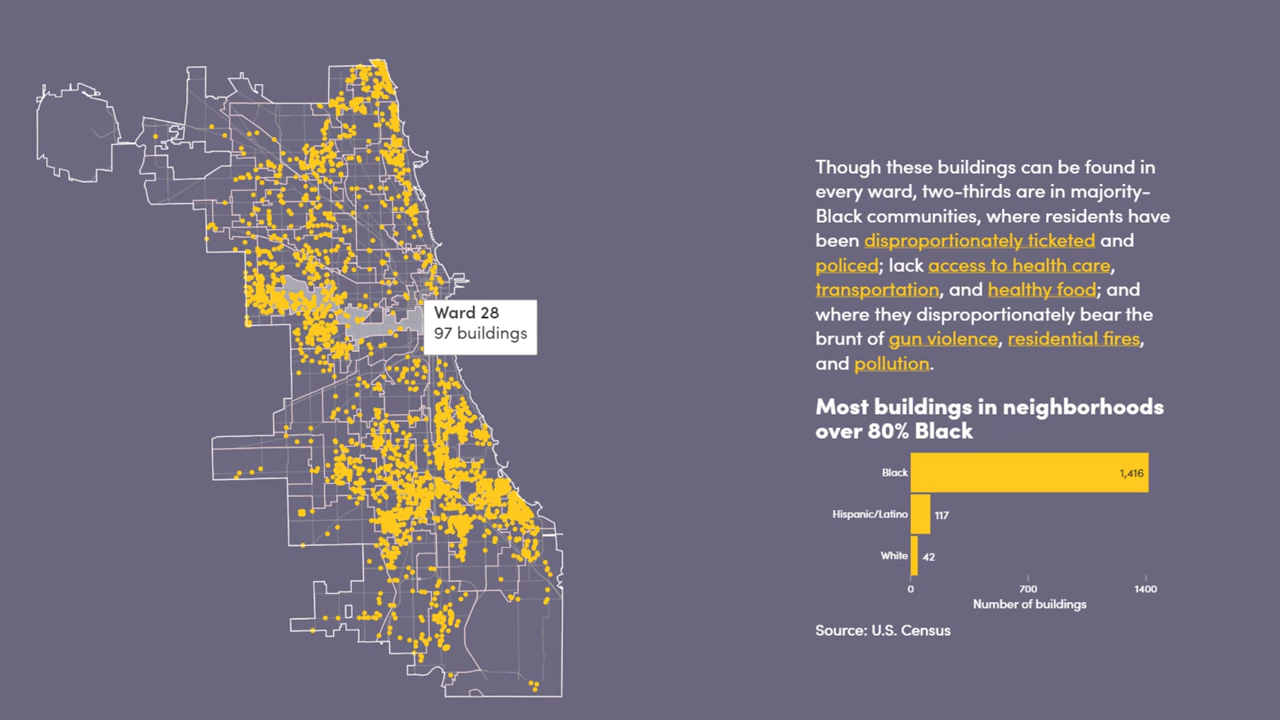 Ward 28
97 buildings
Though these buildings can be found in
every ward, two-thirds are in majority-
Black communities, where residents have
been disproportionately ticketed and
policed; lack access to health care,
transportation, and healthy food; and
where they disproportionately bear the
brunt of gun violence, residential fires,
and pollution.
Most buildings in neighborhoods
over 80% Black
Black 1,416
Hispanic/Latino 117
White 42
0 700 1400
Number of buildings
Source: U.S. Census